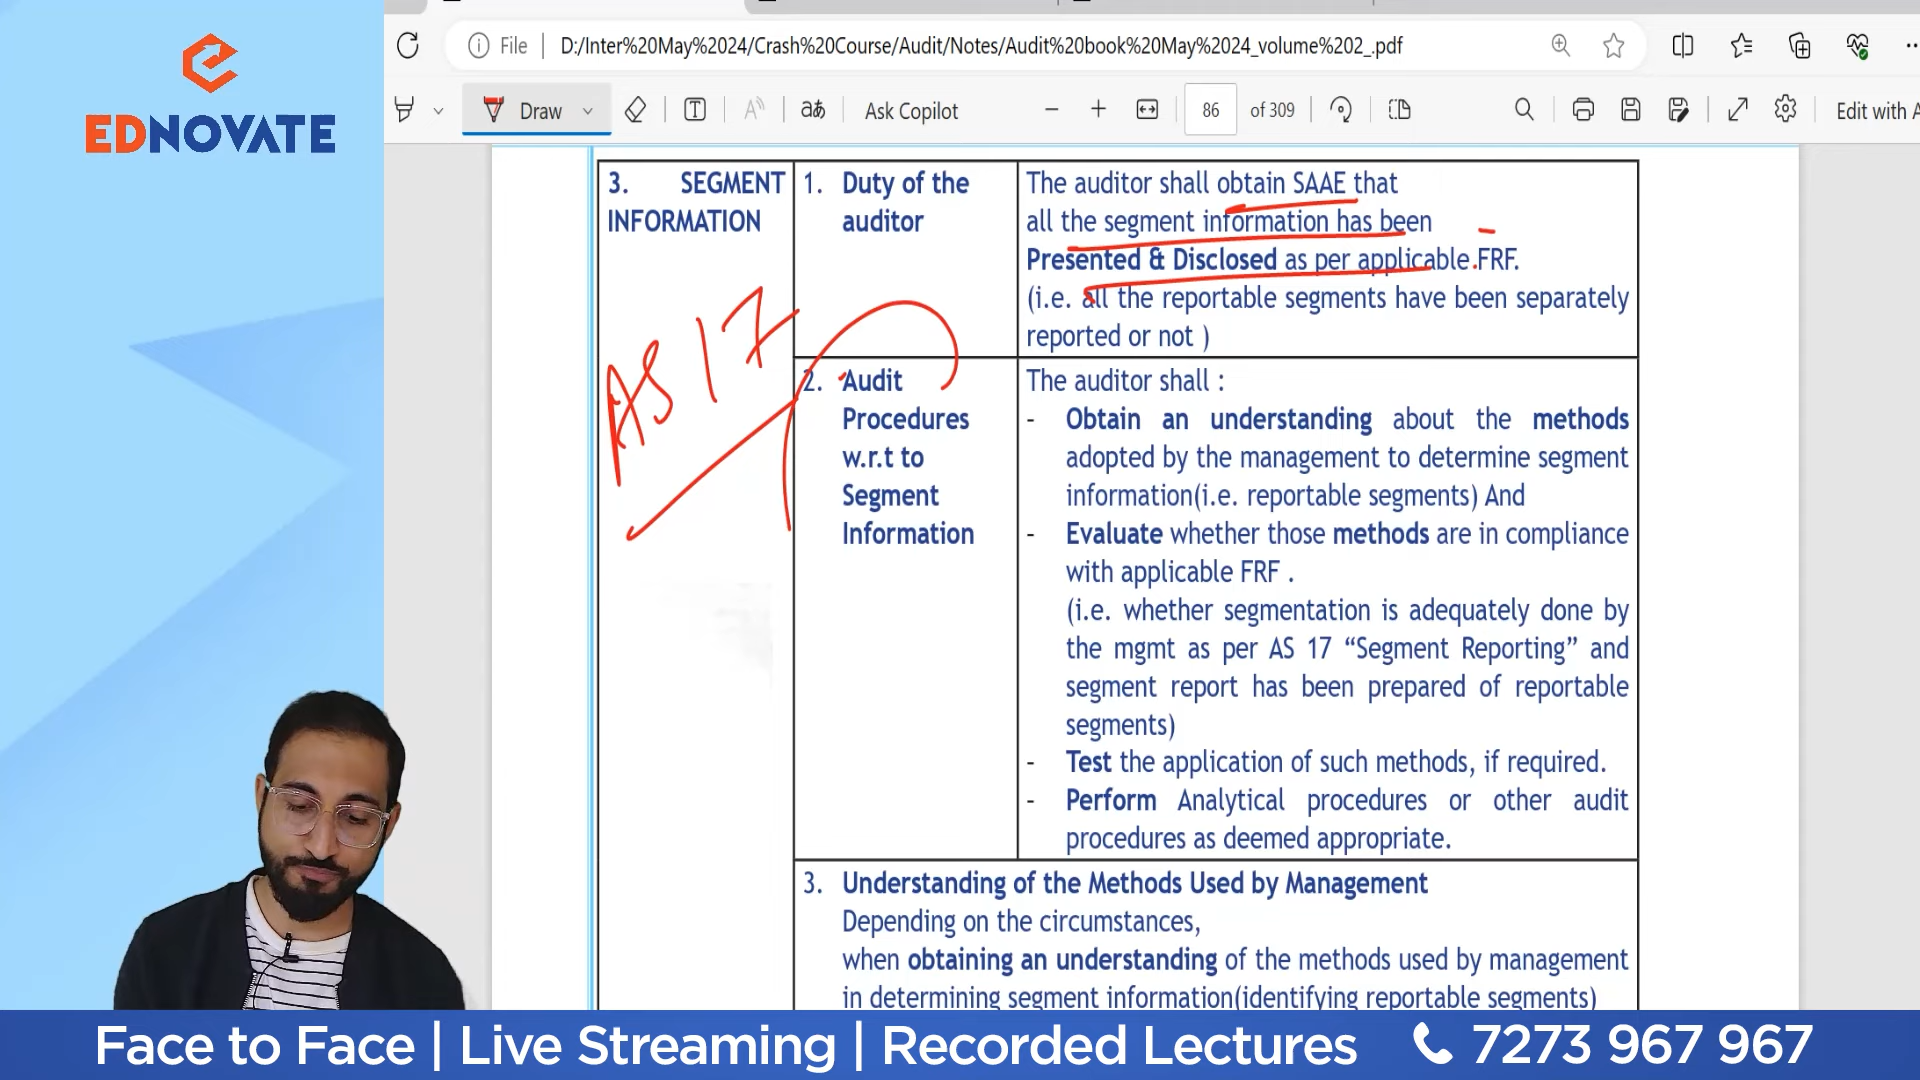 EDNOVATE
File
D:/Inter%20May%2024/Crash%20Course/Audit/Notes/Audit%20book%20May%2024_volume%202_.pdf
Draw
T
A
aあ
Ask Copilot
86
of 309
Edit with A
3. SEGMENT
INFORMATION
AS 17
1. Duty of the
auditor
The auditor shall obtain SAAE that
all the segment information has been
Presented & Disclosed as per applicable FRF.
(i.e. all the reportable segments have been separately
reported or not )
2. Audit
Procedures
w.r.t to
Segment
Information
The auditor shall :
- Obtain an understanding about the methods
adopted by the management to determine segment
information(i.e. reportable segments) And
- Evaluate whether those methods are in compliance
with applicable FRF .
(i.e. whether segmentation is adequately done by
the mgmt as per AS 17 “Segment Reporting” and
segment report has been prepared of reportable
segments)
- Test the application of such methods, if required.
- Perform Analytical procedures or other audit
procedures as deemed appropriate.
3. Understanding of the Methods Used by Management
Depending on the circumstances,
when obtaining an understanding of the methods used by management
in determining segment information(identifying reportable segments)
Face to Face | Live Streaming | Recorded Lectures 7273 967 967